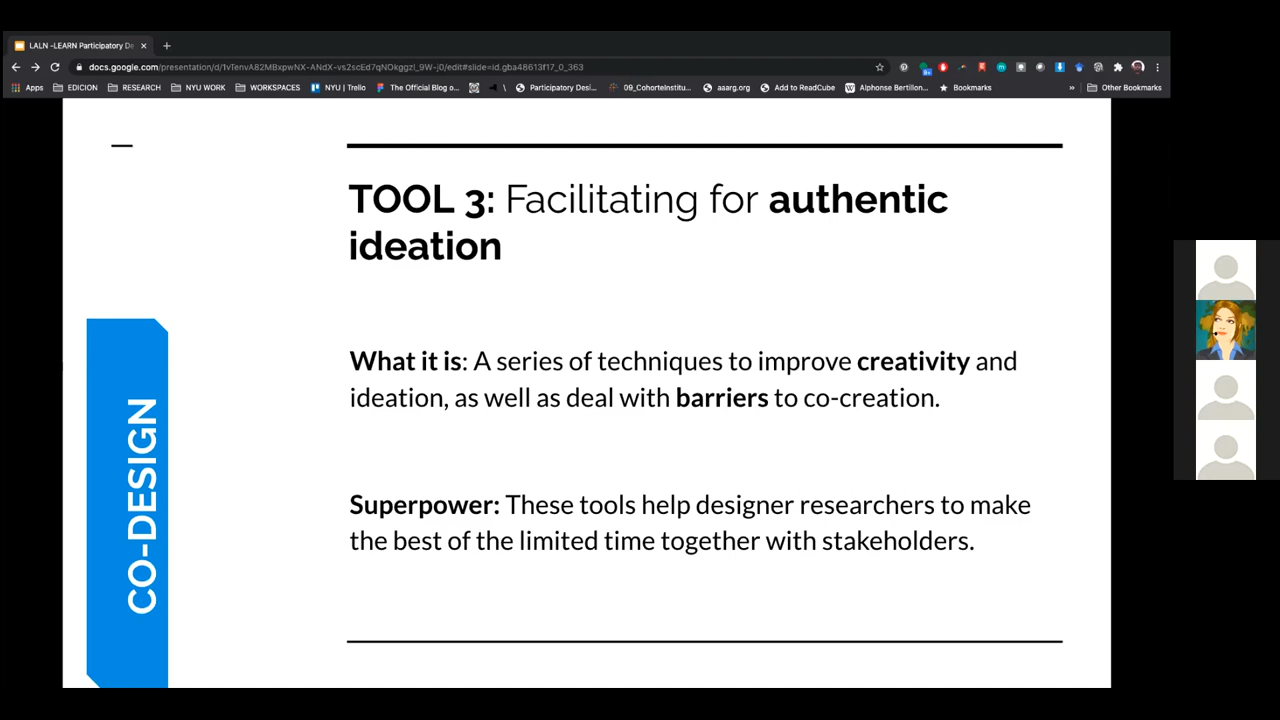 LALN -LEARN Participatory De
docs.google.com/presentation/d/1vTenvA82MBxpwNX-ANdX-vs2scEd7qNOkggzl_9W-j0/edit#slide=id.gba48613f17_0_363
Apps EDICION RESEARCH NYU WORK WORKSPACES NYU | Trello The Official Blog o... \ Participatory Desi... 09_CohorteInstitu... aaarg.org Add to ReadCube Alphonse Bertillon... Bookmarks » Other Bookmarks
TOOL 3: Facilitating for authentic
ideation
What it is: A series of techniques to improve creativity and
ideation, as well as deal with barriers to co-creation.
Superpower: These tools help designer researchers to make
the best of the limited time together with stakeholders.
CO-DESIGN